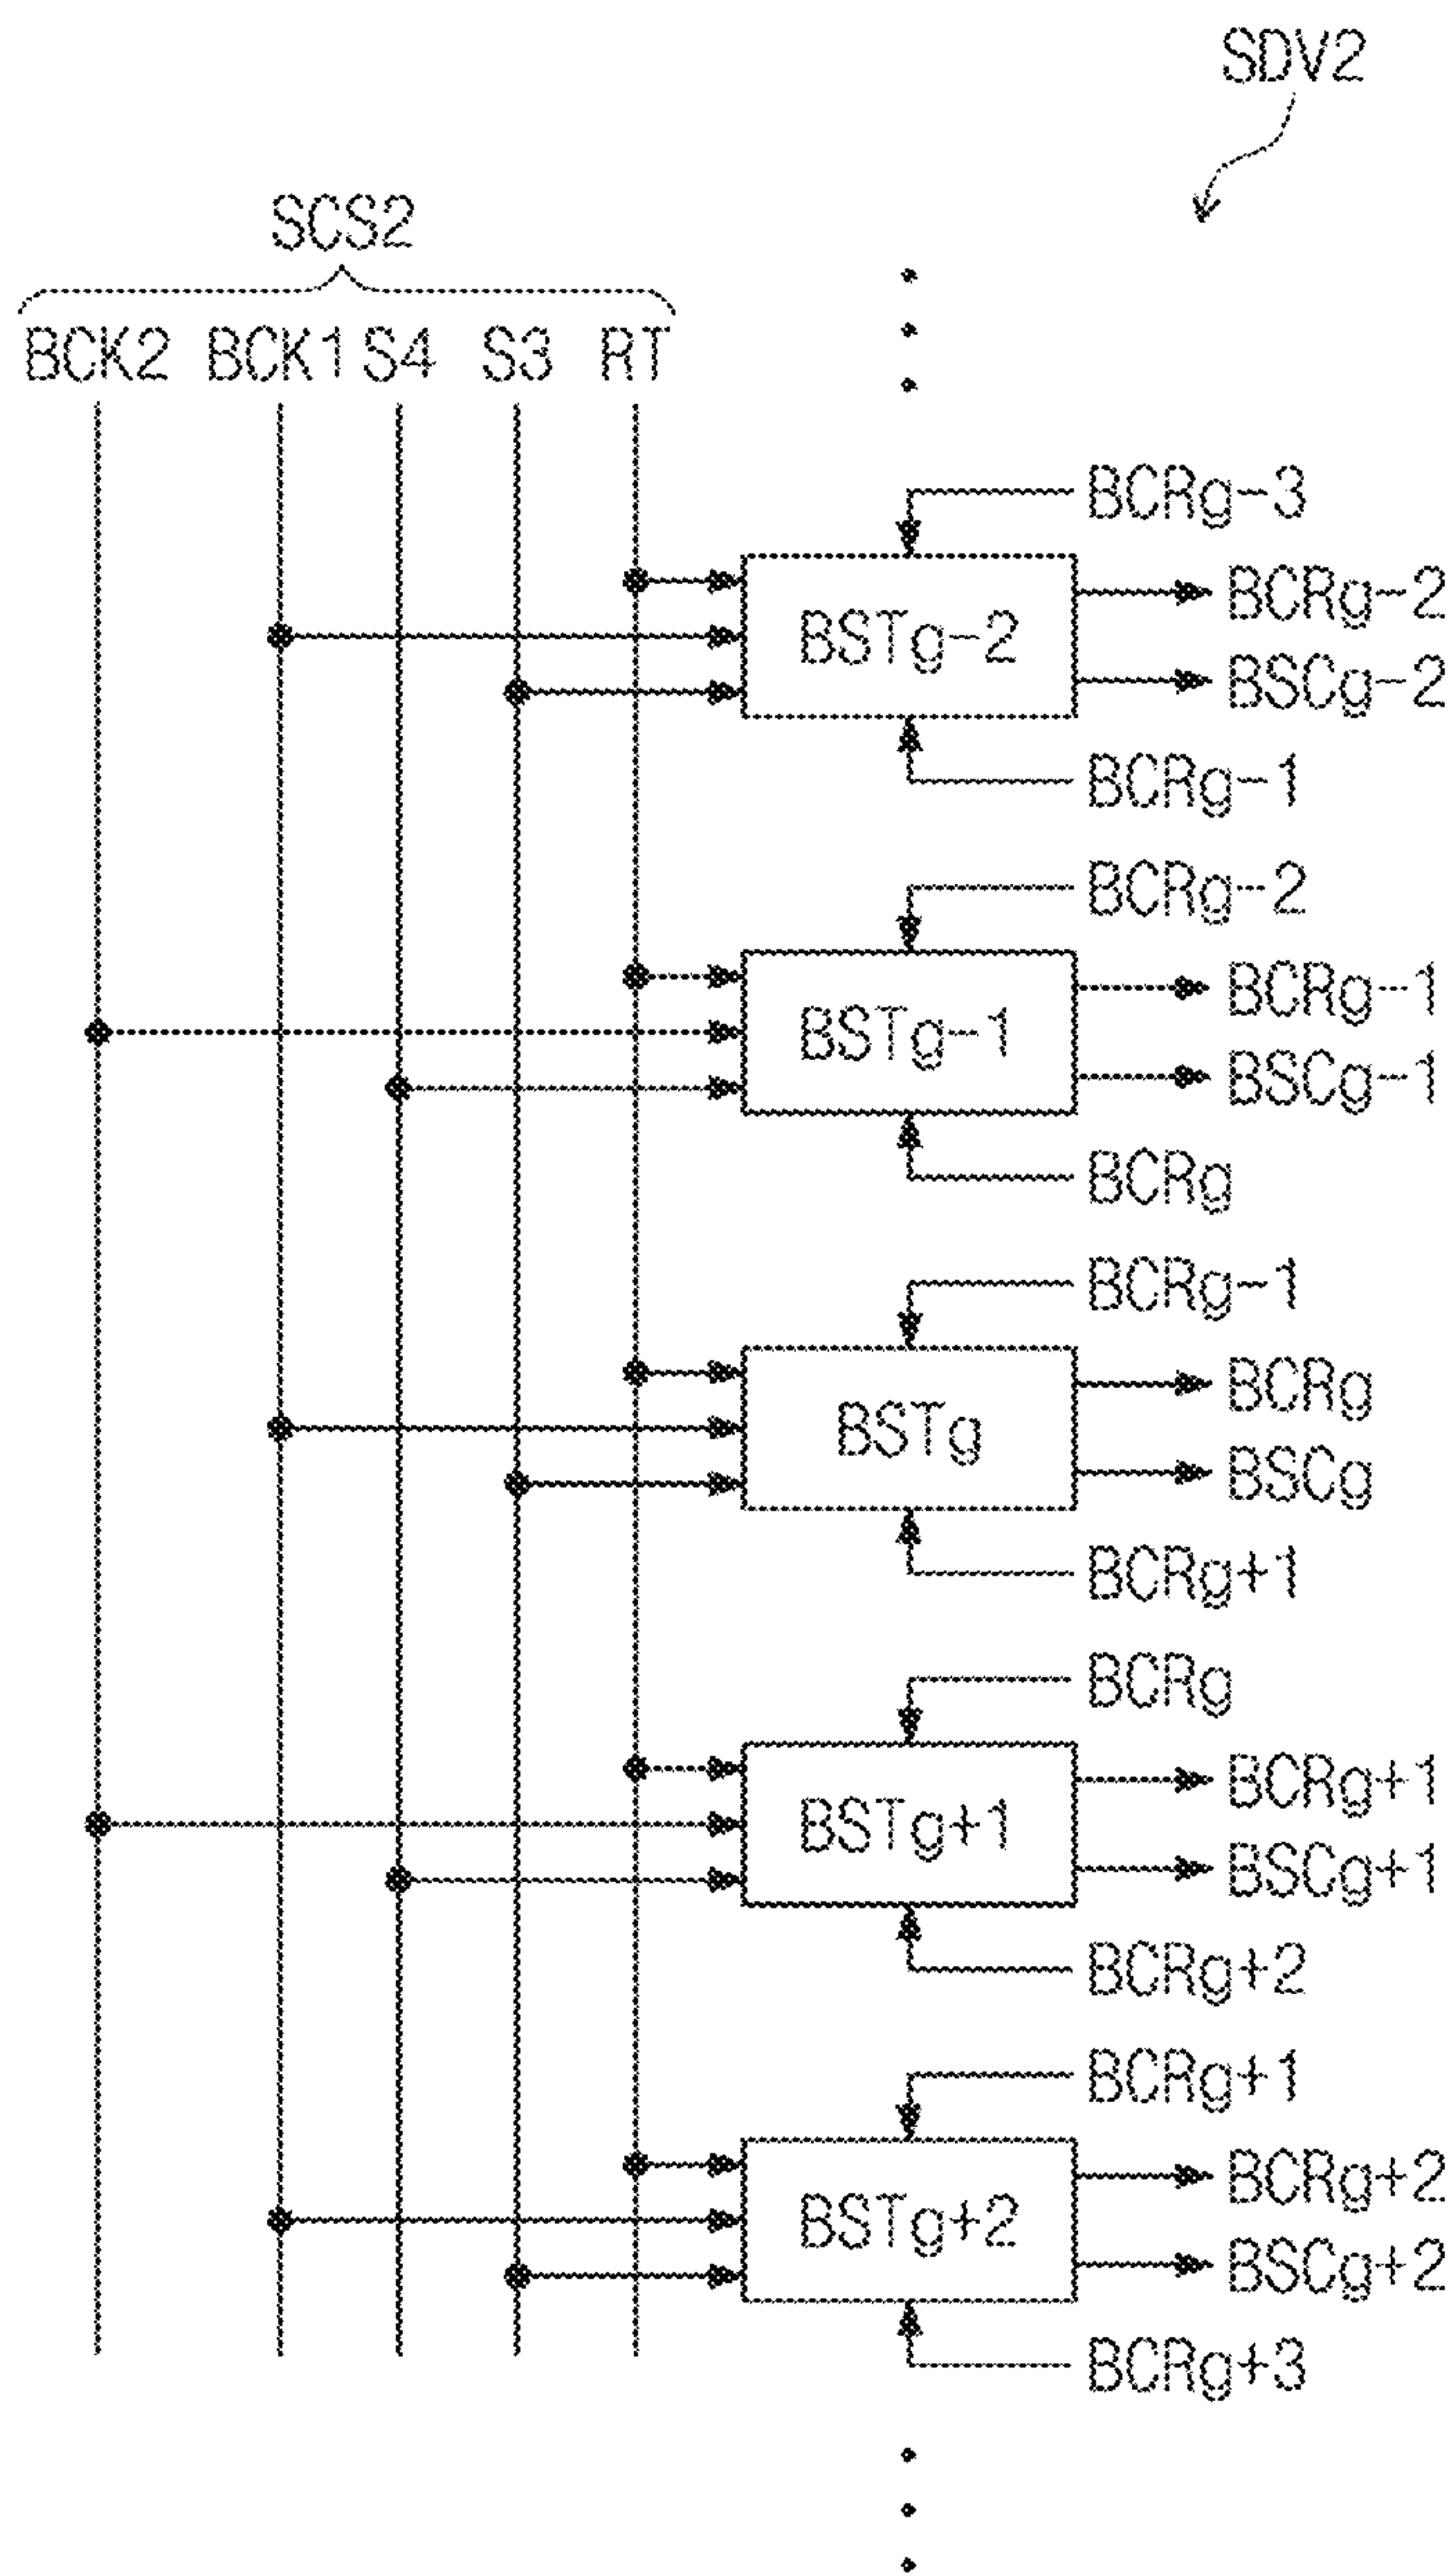 SDV2
SCS2
BCK2 BCK1 S4 S3 RT
BCRg-3
BCRg-2
BSTg-2
BSCg-2
BCRg-1
BCRg-2
BCRg-1
BSTg-1
BSCg-1
BCRg
BCRg-1
BCRg
BSTg
BSCg
BCRg+1
BCRg
BCRg+1
BSTg+1
BSCg+1
BCRg+2
BCRg+1
BCRg+2
BSTg+2
BSCg+2
BCRg+3